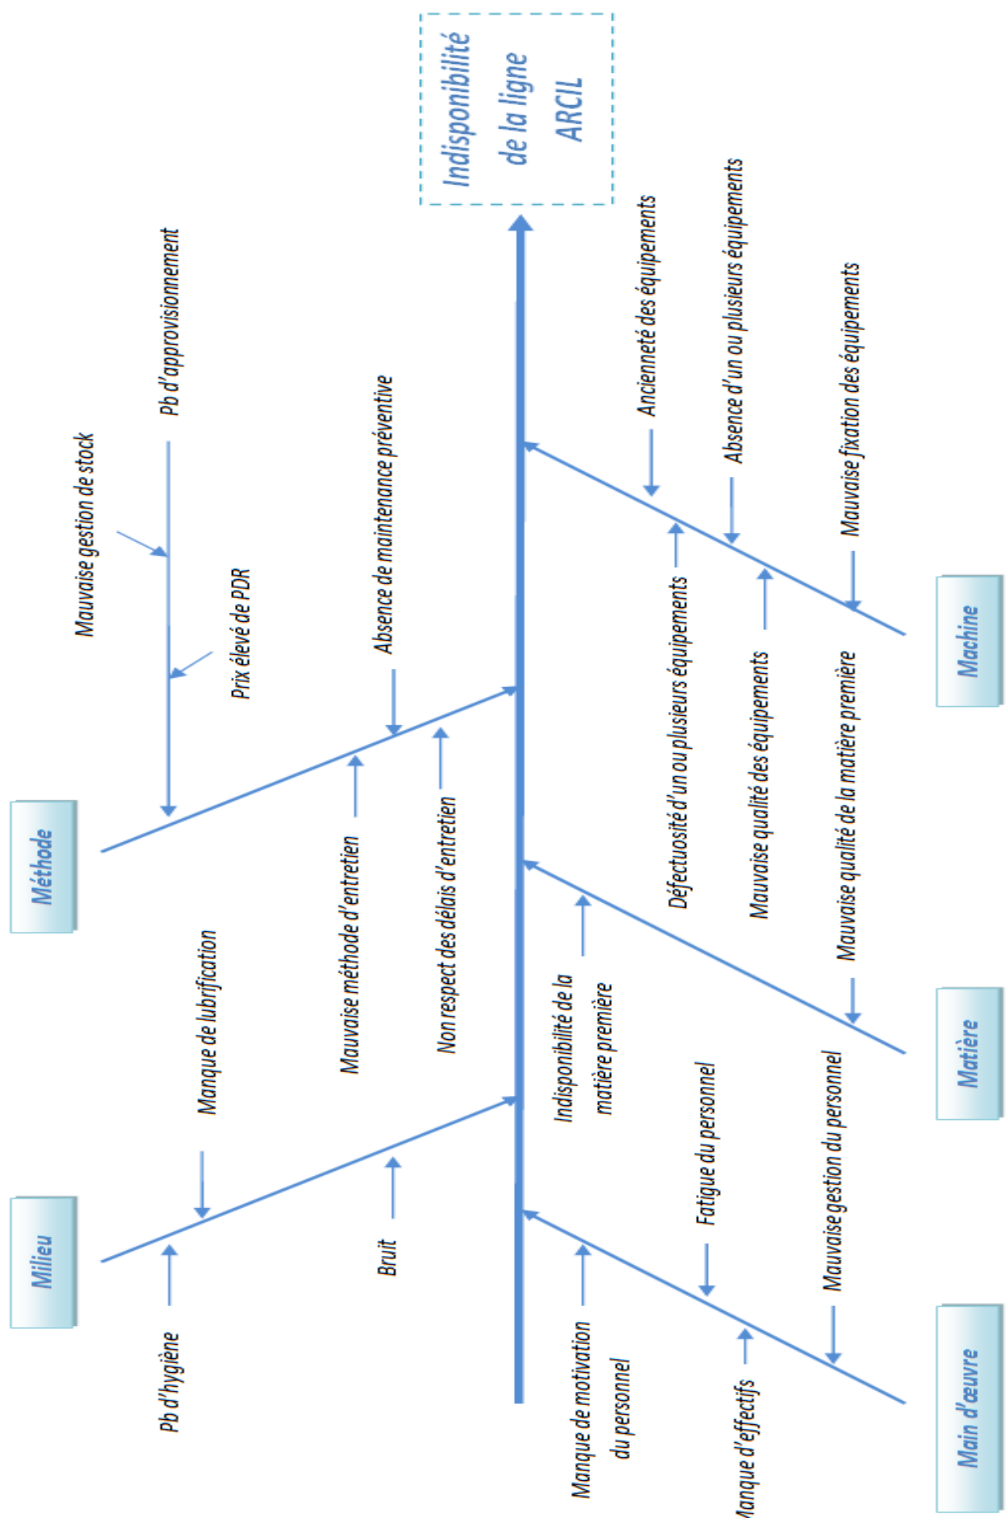 Milieu
Pb d'hygiène
Manque de lubrification
Bruit
Méthode
Mauvaise gestion de stock
Pb d'approvisionnement
Prix élevé de PDR
Absence de maintenance préventive
Mauvaise méthode d'entretien
Non respect des délais d'entretien
Indisponibilité
de la ligne
ARCIL
Manque de motivation
du personnel
Fatigue du personnel
Manque d'effectifs
Mauvaise gestion du personnel
Main d'œuvre
Indisponibilité de la
matière première
Mauvaise qualité de la matière première
Matière
Ancienneté des équipements
Défectuosité d'un ou plusieurs équipements
Absence d'un ou plusieurs équipements
Mauvaise qualité des équipements
Mauvaise fixation des équipements
Machine